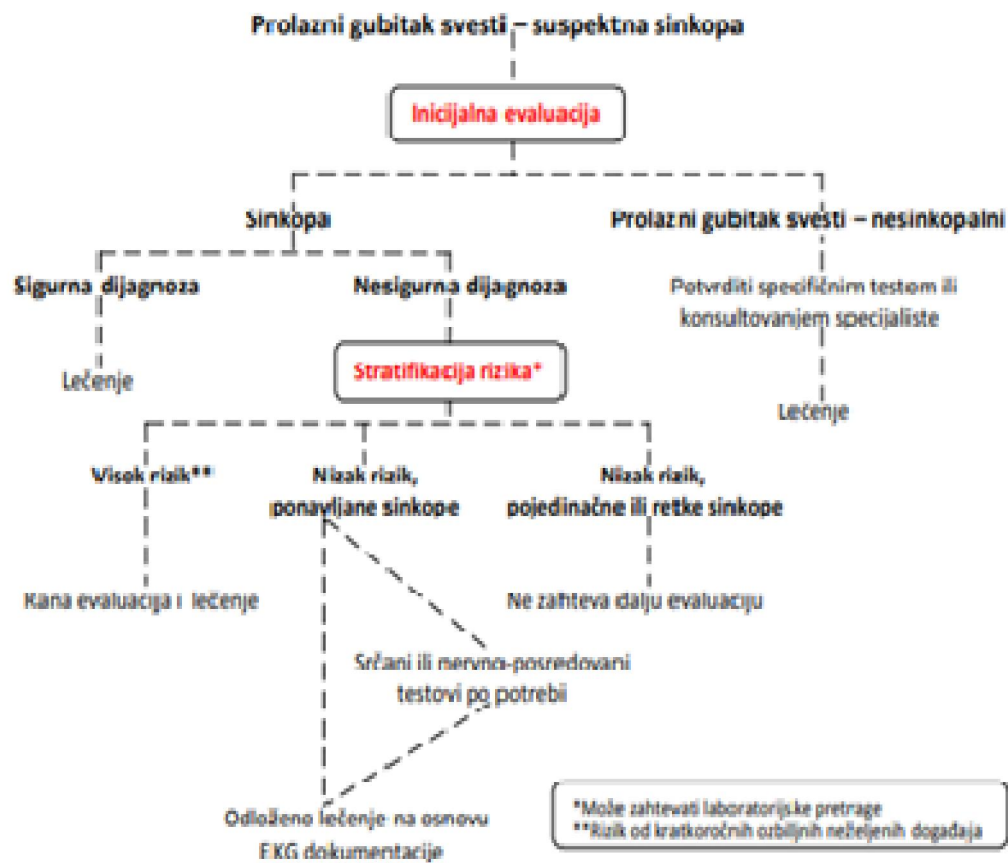 Prolazni gubitak svesti – suspektna sinkopa
Inicijalna evaluacija
Sinkopa
Prolazni gubitak svesti – nesinkopalni
Sigurna dijagnoza
Nesigurna dijagnoza
Potvrditi specifičnim testom ili
konsultovanjem specijaliste
Lečenje
Stratifikacija rizika*
Lečenje
Visok rizik**
Nizak rizik,
ponavljane sinkope
Nizak rizik,
pojedinačne ili retke sinkope
Rana evaluacija i lečenje
Ne zahteva dalju evaluaciju
Srčani ili nervno-posredovani
testovi po potrebi
Odloženo lečenje na osnovu
EKG dokumentacije
*Može zahtevati laboratorijske pretrage
**Rizik od kratkoročnih ozbiljnih neželjenih događaja